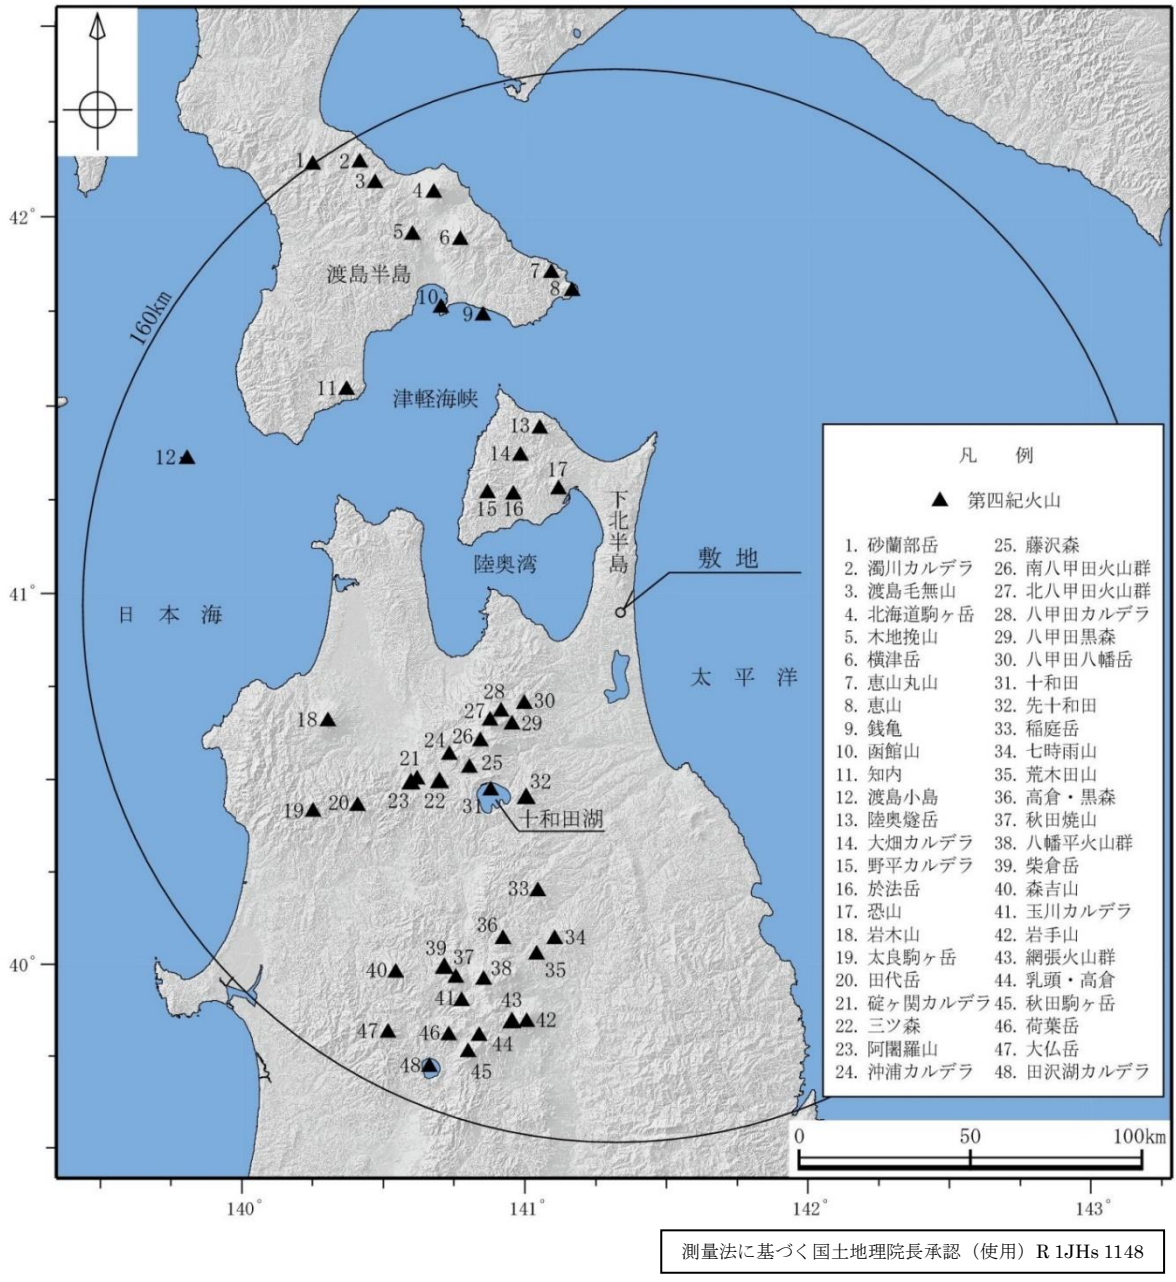 1
2
3
4
42°
5
6
渡島半島
7
8
10
9
160km
11
津軽海峡
12
13
14
17
15
16
下北半島
陸奥湾
敷地
41°
日本海
太平洋
28
30
27
29
18
26
24
25
21
23
22
32
31
20
19
十和田湖
33
36
34
35
39
37
40°
40
38
41
43
42
47
46
44
45
48
凡例
第四紀火山
1. 砂蘭部岳
2. 濁川カルデラ
3. 渡島毛無山
4. 北海道駒ヶ岳
5. 木地挽山
6. 横津岳
7. 恵山丸山
8. 恵山
9. 銭亀
10. 函館山
11. 知内
12. 渡島小島
13. 陸奥燧岳
14. 大畑カルデラ
15. 野平カルデラ
16. 於法岳
17. 恐山
18. 岩木山
19. 太良駒ヶ岳
20. 田代岳
21. 碇ヶ関カルデラ
22. 三ツ森
23. 阿闍羅山
24. 沖浦カルデラ
25. 藤沢森
26. 南八甲田火山群
27. 北八甲田火山群
28. 八甲田カルデラ
29. 八甲田黒森
30. 八甲田八幡岳
31. 十和田
32. 先十和田
33. 稲庭岳
34. 七時雨山
35. 荒木田山
36. 高倉・黒森
37. 秋田焼山
38. 八幡平火山群
39. 柴倉岳
40. 森吉山
41. 玉川カルデラ
42. 岩手山
43. 網張火山群
44. 乳頭・高倉
45. 秋田駒ヶ岳
46. 荷葉岳
47. 大仏岳
48. 田沢湖カルデラ
0 50 100km
140° 141° 142° 143°
測量法に基づく国土地理院長承認（使用）R 1JHs 1148